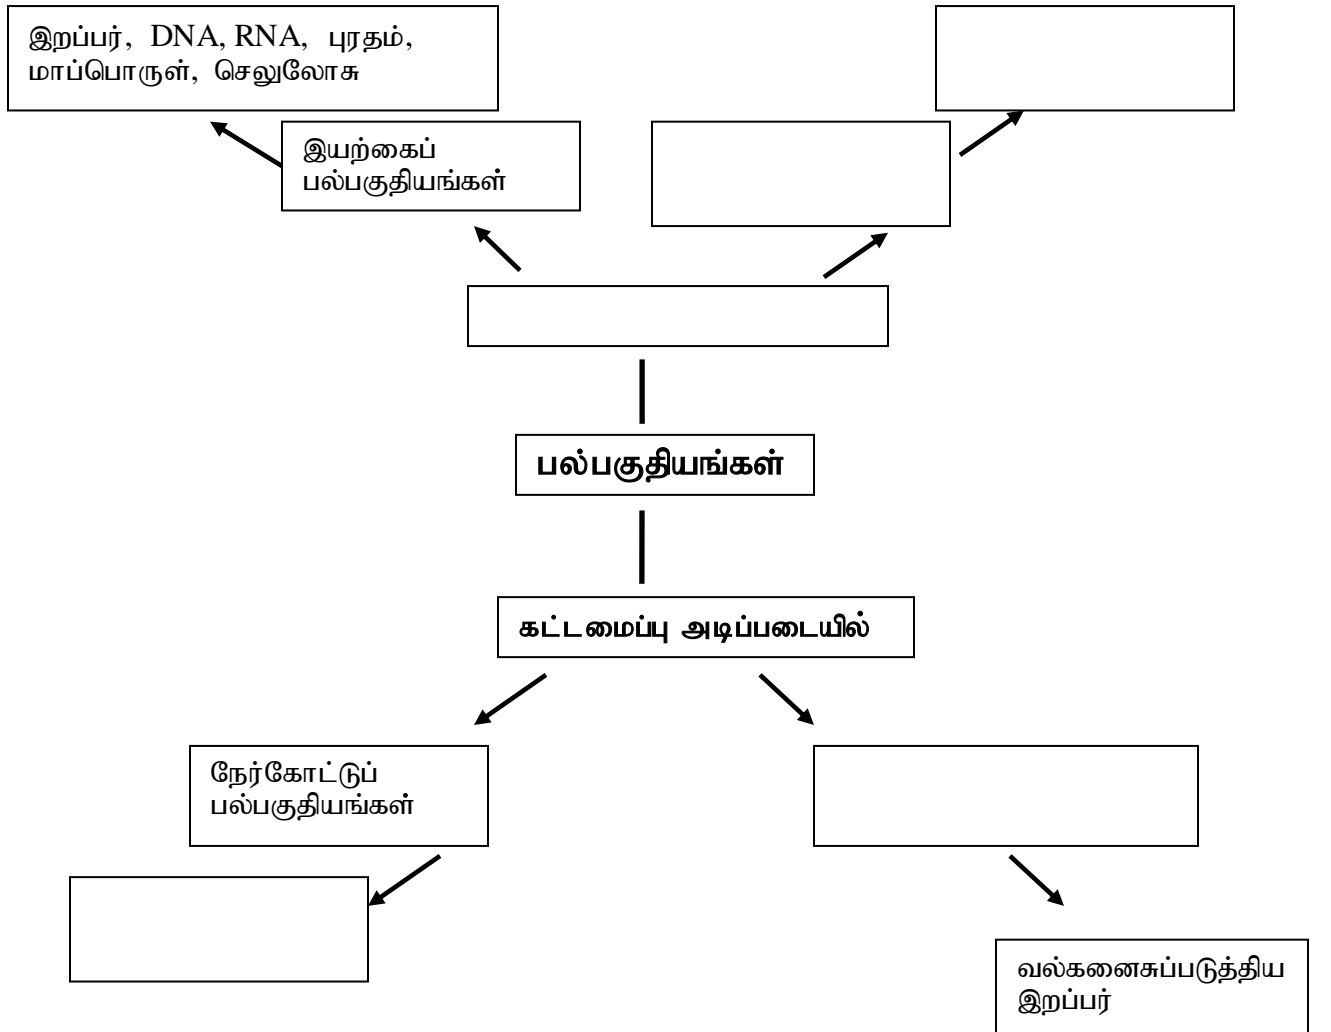 இறப்பர், DNA, RNA, புரதம்,
மாப்பொருள், செலுலோசு
இயற்கைப்
பல்பகுதியங்கள்
பல்பகுதியங்கள்
கட்டமைப்பு அடிப்படையில்
நேர்கோட்டுப்
பல்பகுதியங்கள்
வல்கனைசுப்படுத்திய
இறப்பர்